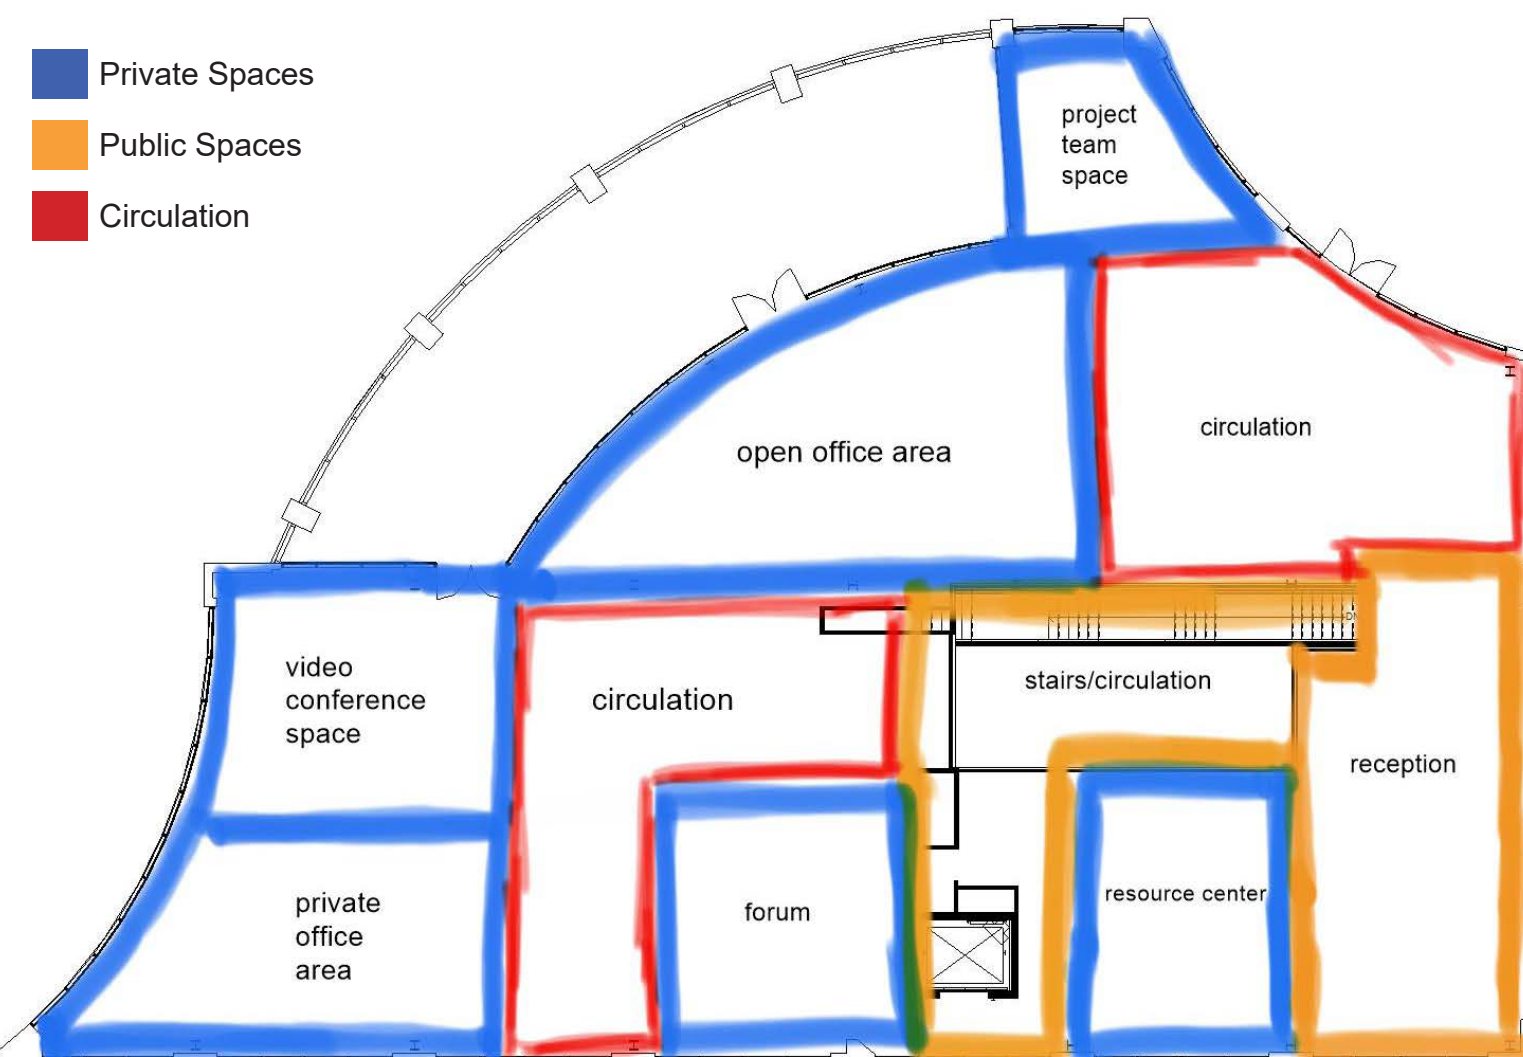 Private Spaces
Public Spaces
Circulation
project
team
space
circulation
open office area
video
conference
space
circulation
stairs/circulation
reception
private
office
area
forum
resource center